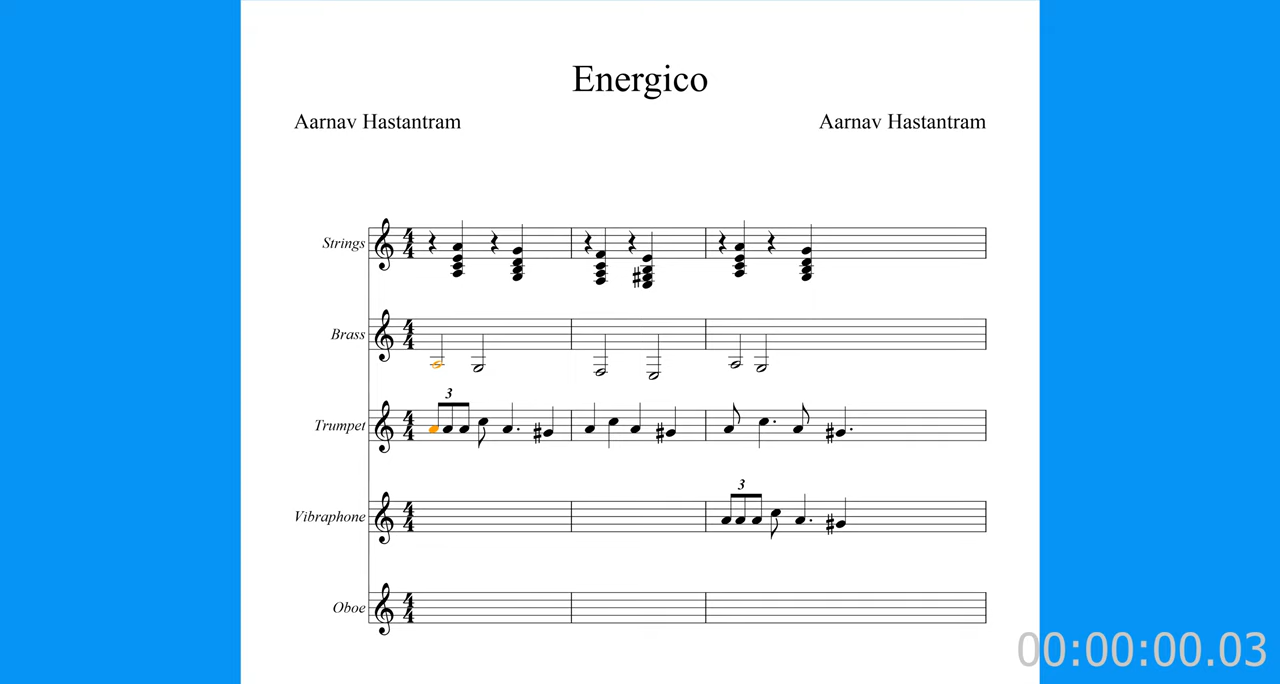 Energico
Aarnav Hastantram
Aarnav Hastantram
Strings
Brass
3
Trumpet
3
Vibraphone
Oboe
00:00:00.03